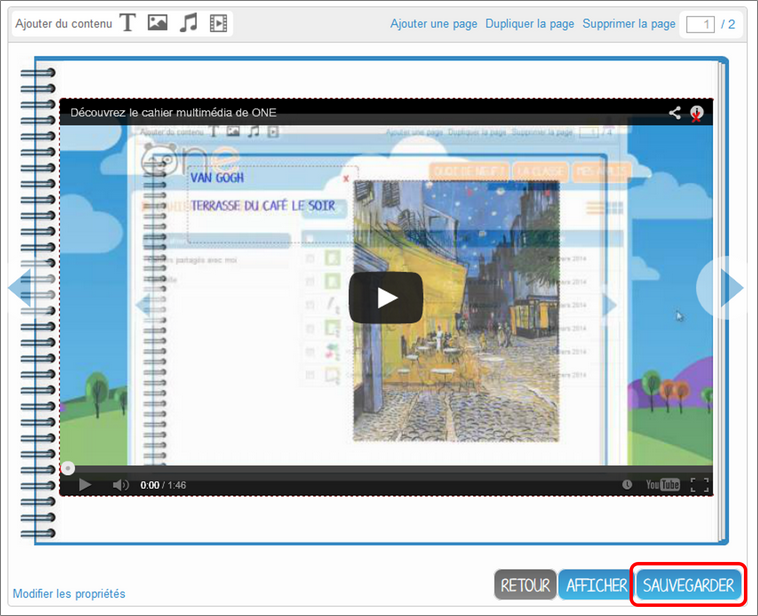 Ajouter du contenu T Ajouter une page Dupliquer la page Supprimer la page 1 / 2
Découvrez le cahier multimédia de ONE
Ajouter du contenu T Ajouter une page Dupliquer la page Supprimer la page / 4
one
QUOI DE NEUF ? LA CLASSE MES APPLIS
VAN GOGH x
TERRASSE DU CAFÉ LE SOIR
partagés avec moi
0:00 / 1:46 YouTube
Modifier les propriétés RETOUR AFFICHER SAUVEGARDER